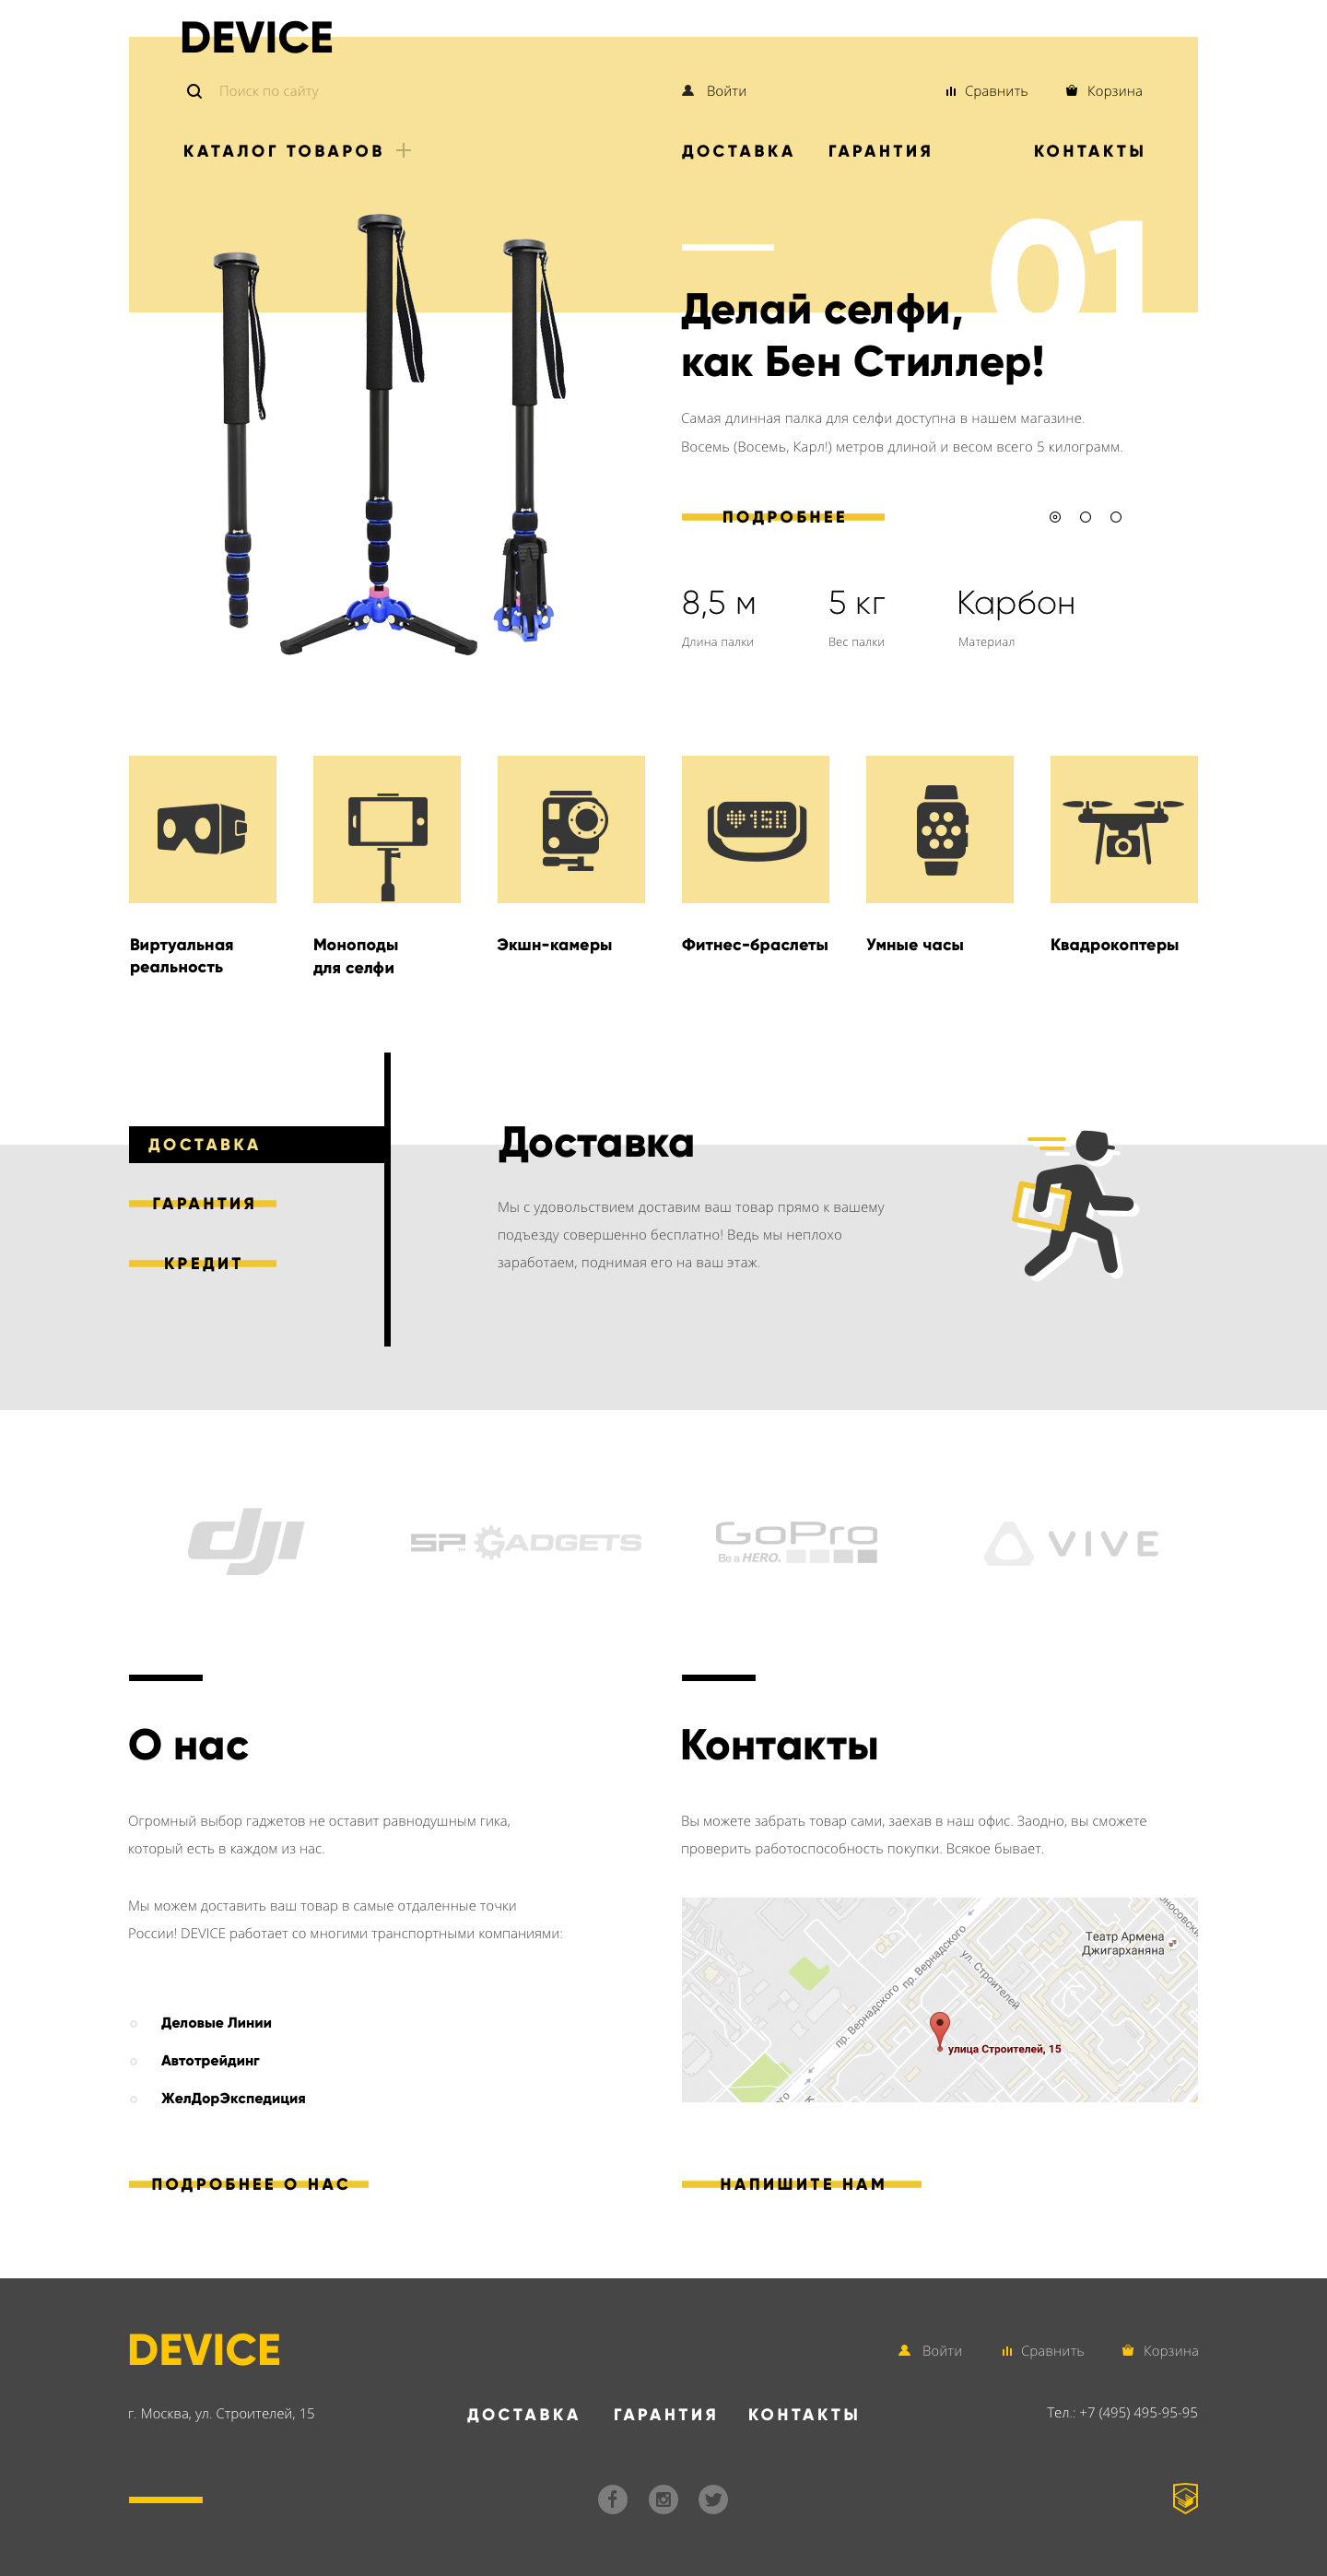 DEVICE
Поиск по сайту
Войти
Сравнить
Корзина
КАТАЛОГ ТОВАРОВ
ДОСТАВКА
ГАРАНТИЯ
КОНТАКТЫ
01
Делай селфи,
как Бен Стиллер!
Самая длинная палка для селфи доступна в нашем магазине.
Восемь (Восемь, Карл!) метров длиной и весом всего 5 килограмм.
ПОДРОБНЕЕ
8,5 м
5 кг
Карбон
Длина палки
Вес палки
Материал
150
Виртуальная
реальность
Моноподы
для селфи
Экшн-камеры
Фитнес-браслеты
Умные часы
Квадрокоптеры
ДОСТАВКА
ГАРАНТИЯ
КРЕДИТ
Доставка
Мы с удовольствием доставим ваш товар прямо к вашему
подъезду совершенно бесплатно! Ведь мы неплохо
заработаем, поднимая его на ваш этаж.
dji
SP GADGETS
GoPro
Be a HERO.
VIVE
О нас
Огромный выбор гаджетов не оставит равнодушным гика,
который есть в каждом из нас.
Мы можем доставить ваш товар в самые отдаленные точки
России! DEVICE работает со многими транспортными компаниями:
Деловые Линии
Автотрейдинг
ЖелДорЭкспедиция
ПОДРОБНЕЕ О НАС
Контакты
Вы можете забрать товар сами, заехав в наш офис. Заодно, вы сможете
проверить работоспособность покупки. Всякое бывает.
Театр Армена
Джигарханяна
пр. Вернадского
ул. Строителей
пр. Вернадского
улица Строителей, 15
НАПИШИТЕ НАМ
DEVICE
Войти
Сравнить
Корзина
г. Москва, ул. Строителей, 15
ДОСТАВКА
ГАРАНТИЯ
КОНТАКТЫ
Тел.: +7 (495) 495-95-95